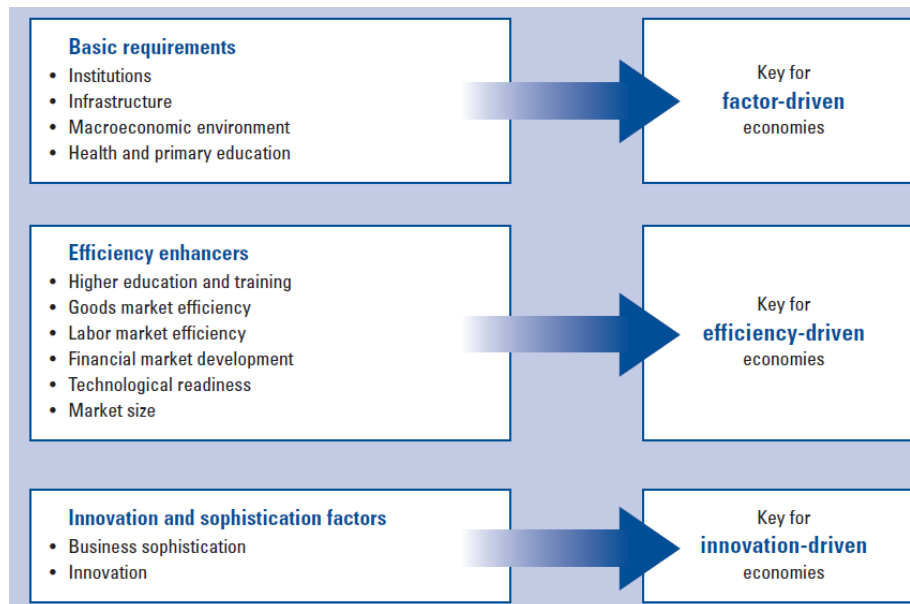 Basic requirements
• Institutions
• Infrastructure
• Macroeconomic environment
• Health and primary education
Key for
factor-driven
economies
Efficiency enhancers
• Higher education and training
• Goods market efficiency
• Labor market efficiency
• Financial market development
• Technological readiness
• Market size
Key for
efficiency-driven
economies
Innovation and sophistication factors
• Business sophistication
• Innovation
Key for
innovation-driven
economies